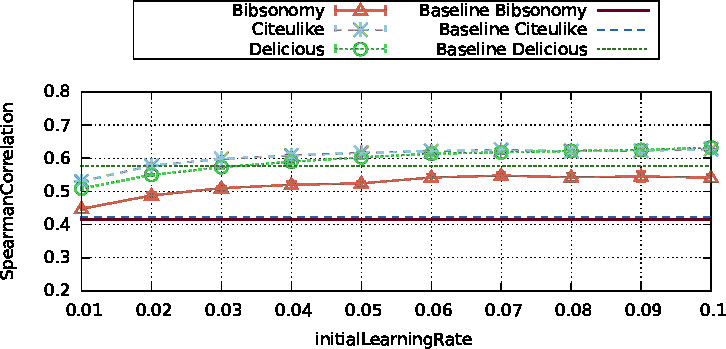 Bibsonomy Baseline Bibsonomy
Citeulike Baseline Citeulike
Delicious Baseline Delicious
0.8
0.7
0.6
0.5
0.4
0.3
0.2
SpearmanCorrelation
0.01 0.02 0.03 0.04 0.05 0.06 0.07 0.08 0.09 0.1
initialLearningRate